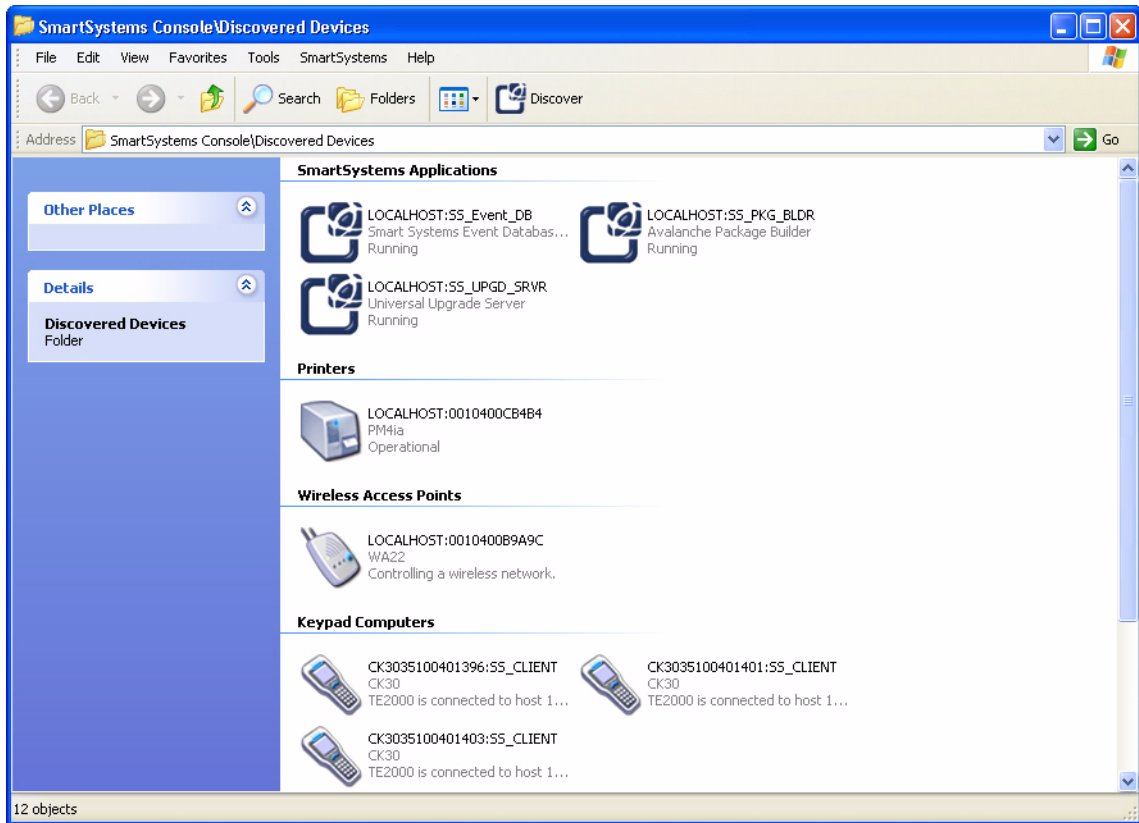 SmartSystems Console\Discovered Devices
File Edit View Favorites Tools SmartSystems Help
Back Search Folders Discover
Address SmartSystems Console\Discovered Devices Go
Other Places
Details
Discovered Devices
Folder
SmartSystems Applications
LOCALHOST:SS_Event_DB
Smart Systems Event Databas...
Running
LOCALHOST:SS_PKG_BLDR
Avalanche Package Builder
Running
LOCALHOST:SS_UPGD_SRVR
Universal Upgrade Server
Running
Printers
LOCALHOST:0010400CB4B4
PM4ia
Operational
Wireless Access Points
LOCALHOST:0010400B9A9C
WA22
Controlling a wireless network.
Keypad Computers
CK3035100401396:SS_CLIENT
CK30
TE2000 is connected to host 1...
CK3035100401401:SS_CLIENT
CK30
TE2000 is connected to host 1...
CK3035100401403:SS_CLIENT
CK30
TE2000 is connected to host 1...
12 objects